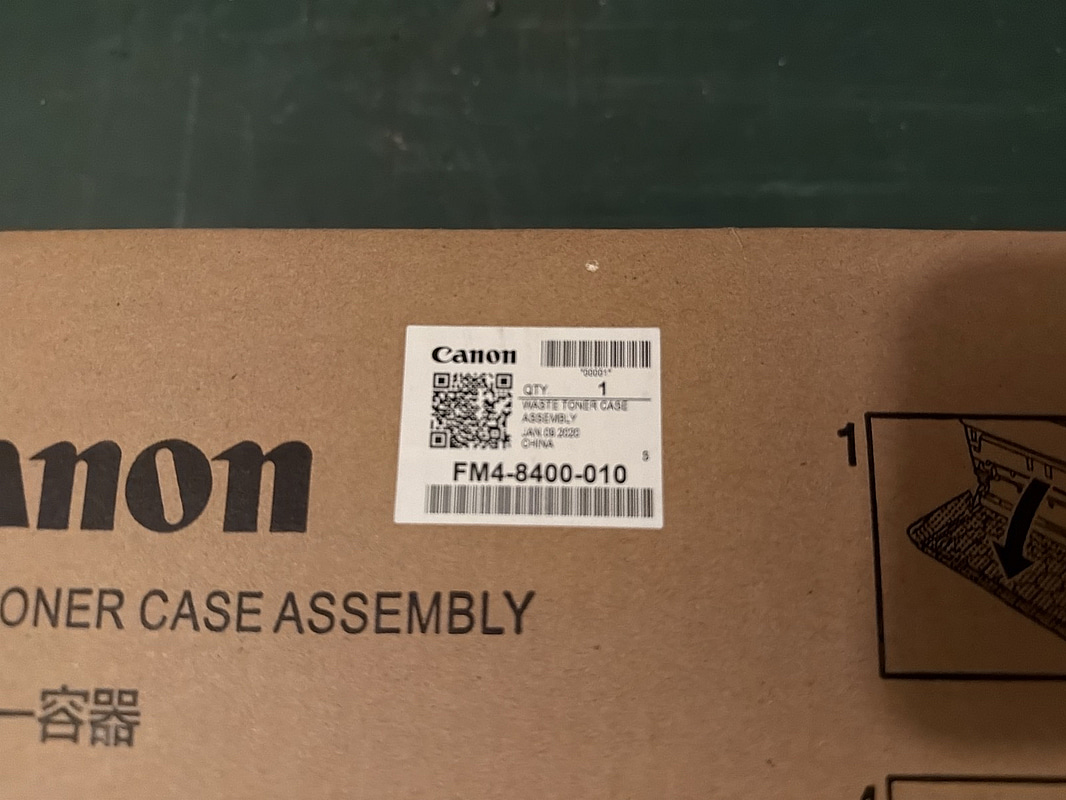 Canon
*00001*
QTY. 1
WASTE TONER CASE
ASSEMBLY
JAN.09.2020
CHINA
S
FM4-8400-010
anon
ONER CASE ASSEMBLY
ー容器
1